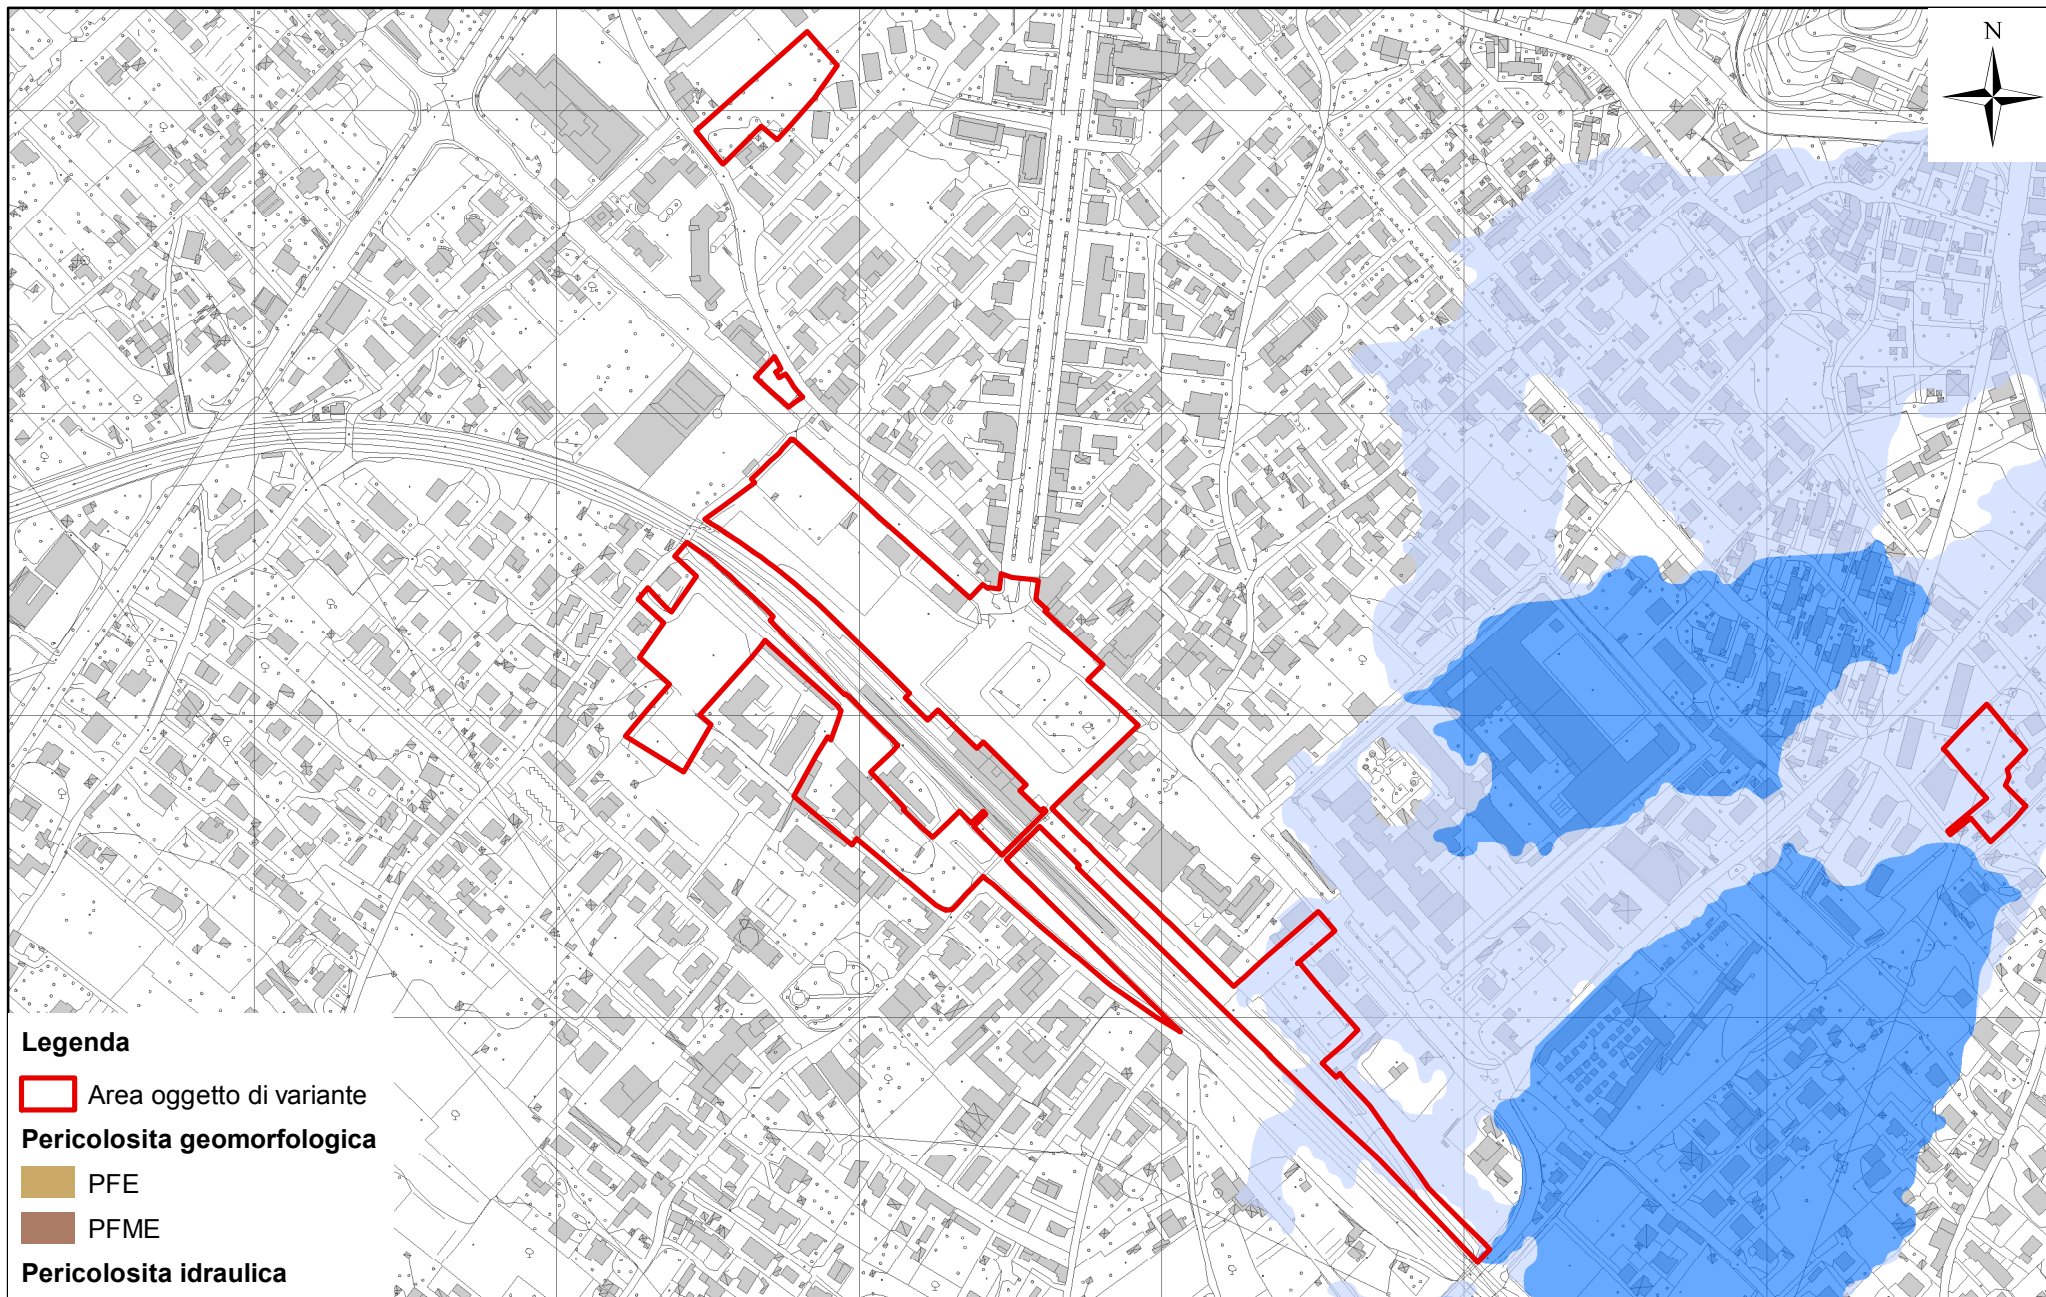 N
Legenda
Area oggetto di variante
Pericolosita geomorfologica
PFE
PFME
Pericolosita idraulica